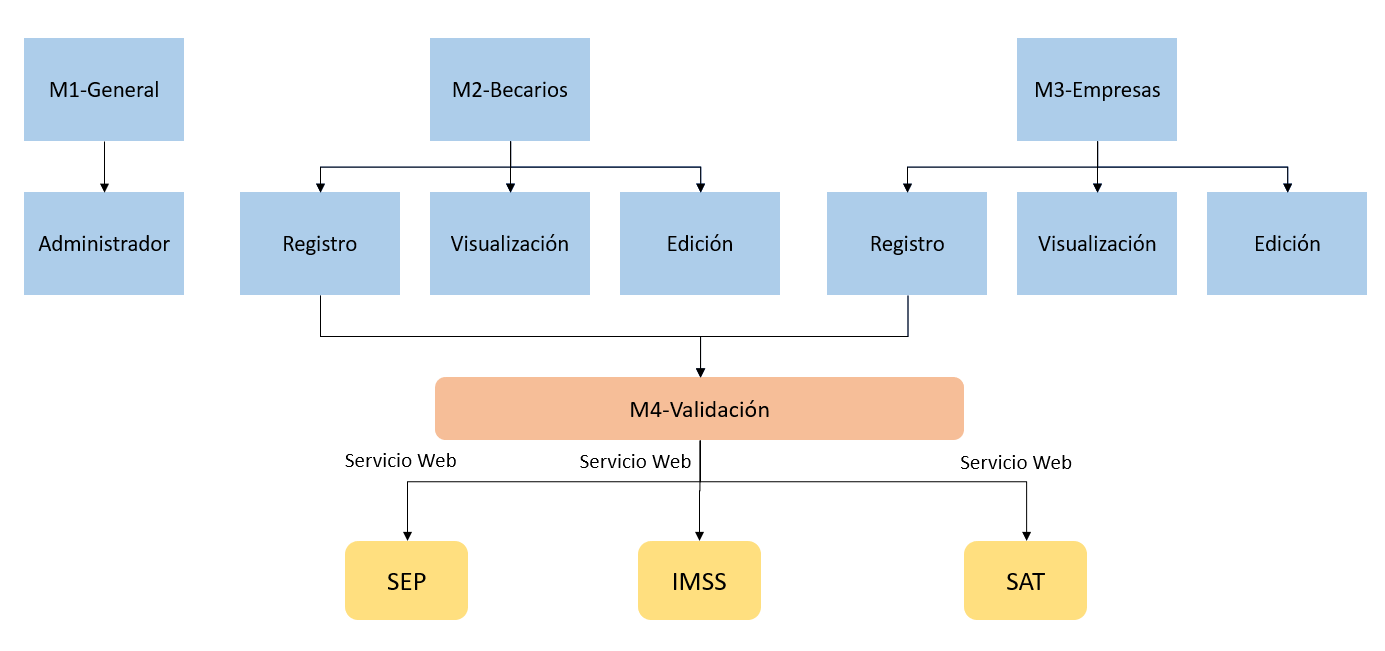 M1-General
M2-Becarios
M3-Empresas
Administrador
Registro
Visualización
Edición
Registro
Visualización
Edición
M4-Validación
Servicio Web
Servicio Web
Servicio Web
SEP
IMSS
SAT